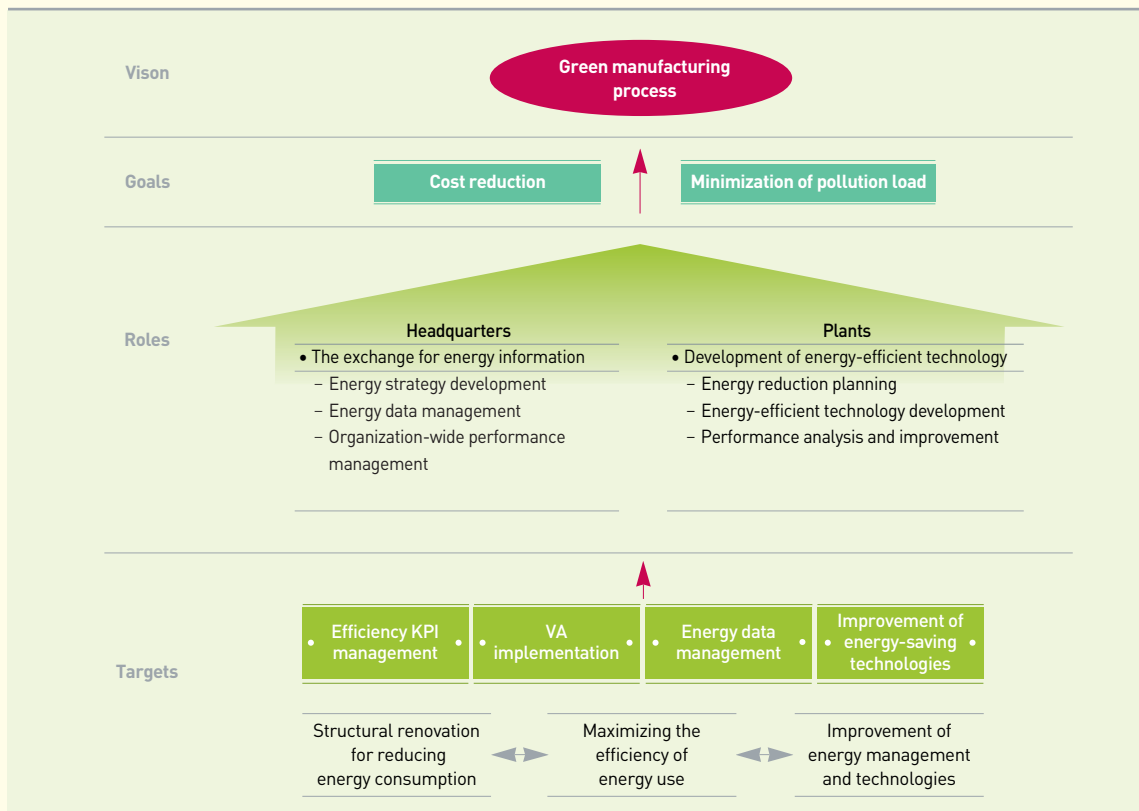 Vison
Green manufacturing
process
Goals
Cost reduction
Minimization of pollution load
Roles
Headquarters
• The exchange for energy information
– Energy strategy development
– Energy data management
– Organization-wide performance
management
Plants
• Development of energy-efficient technology
– Energy reduction planning
– Energy-efficient technology development
– Performance analysis and improvement
Targets
Efficiency KPI
management
VA
implementation
Energy data
management
Improvement of
energy-saving
technologies
Structural renovation
for reducing
energy consumption
Maximizing the
efficiency of
energy use
Improvement of
energy management
and technologies